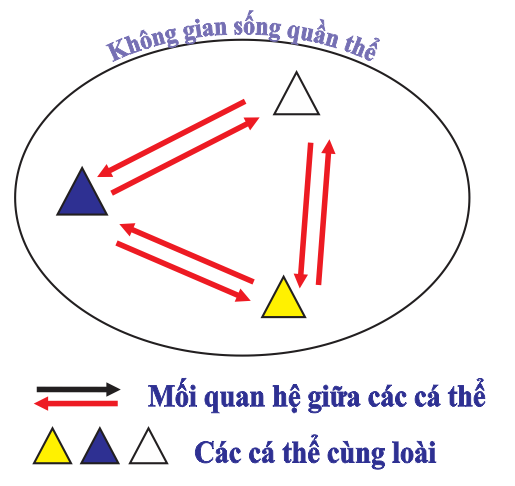 Không gian sống quần thể
Mối quan hệ giữa các cá thể
Các cá thể cùng loài